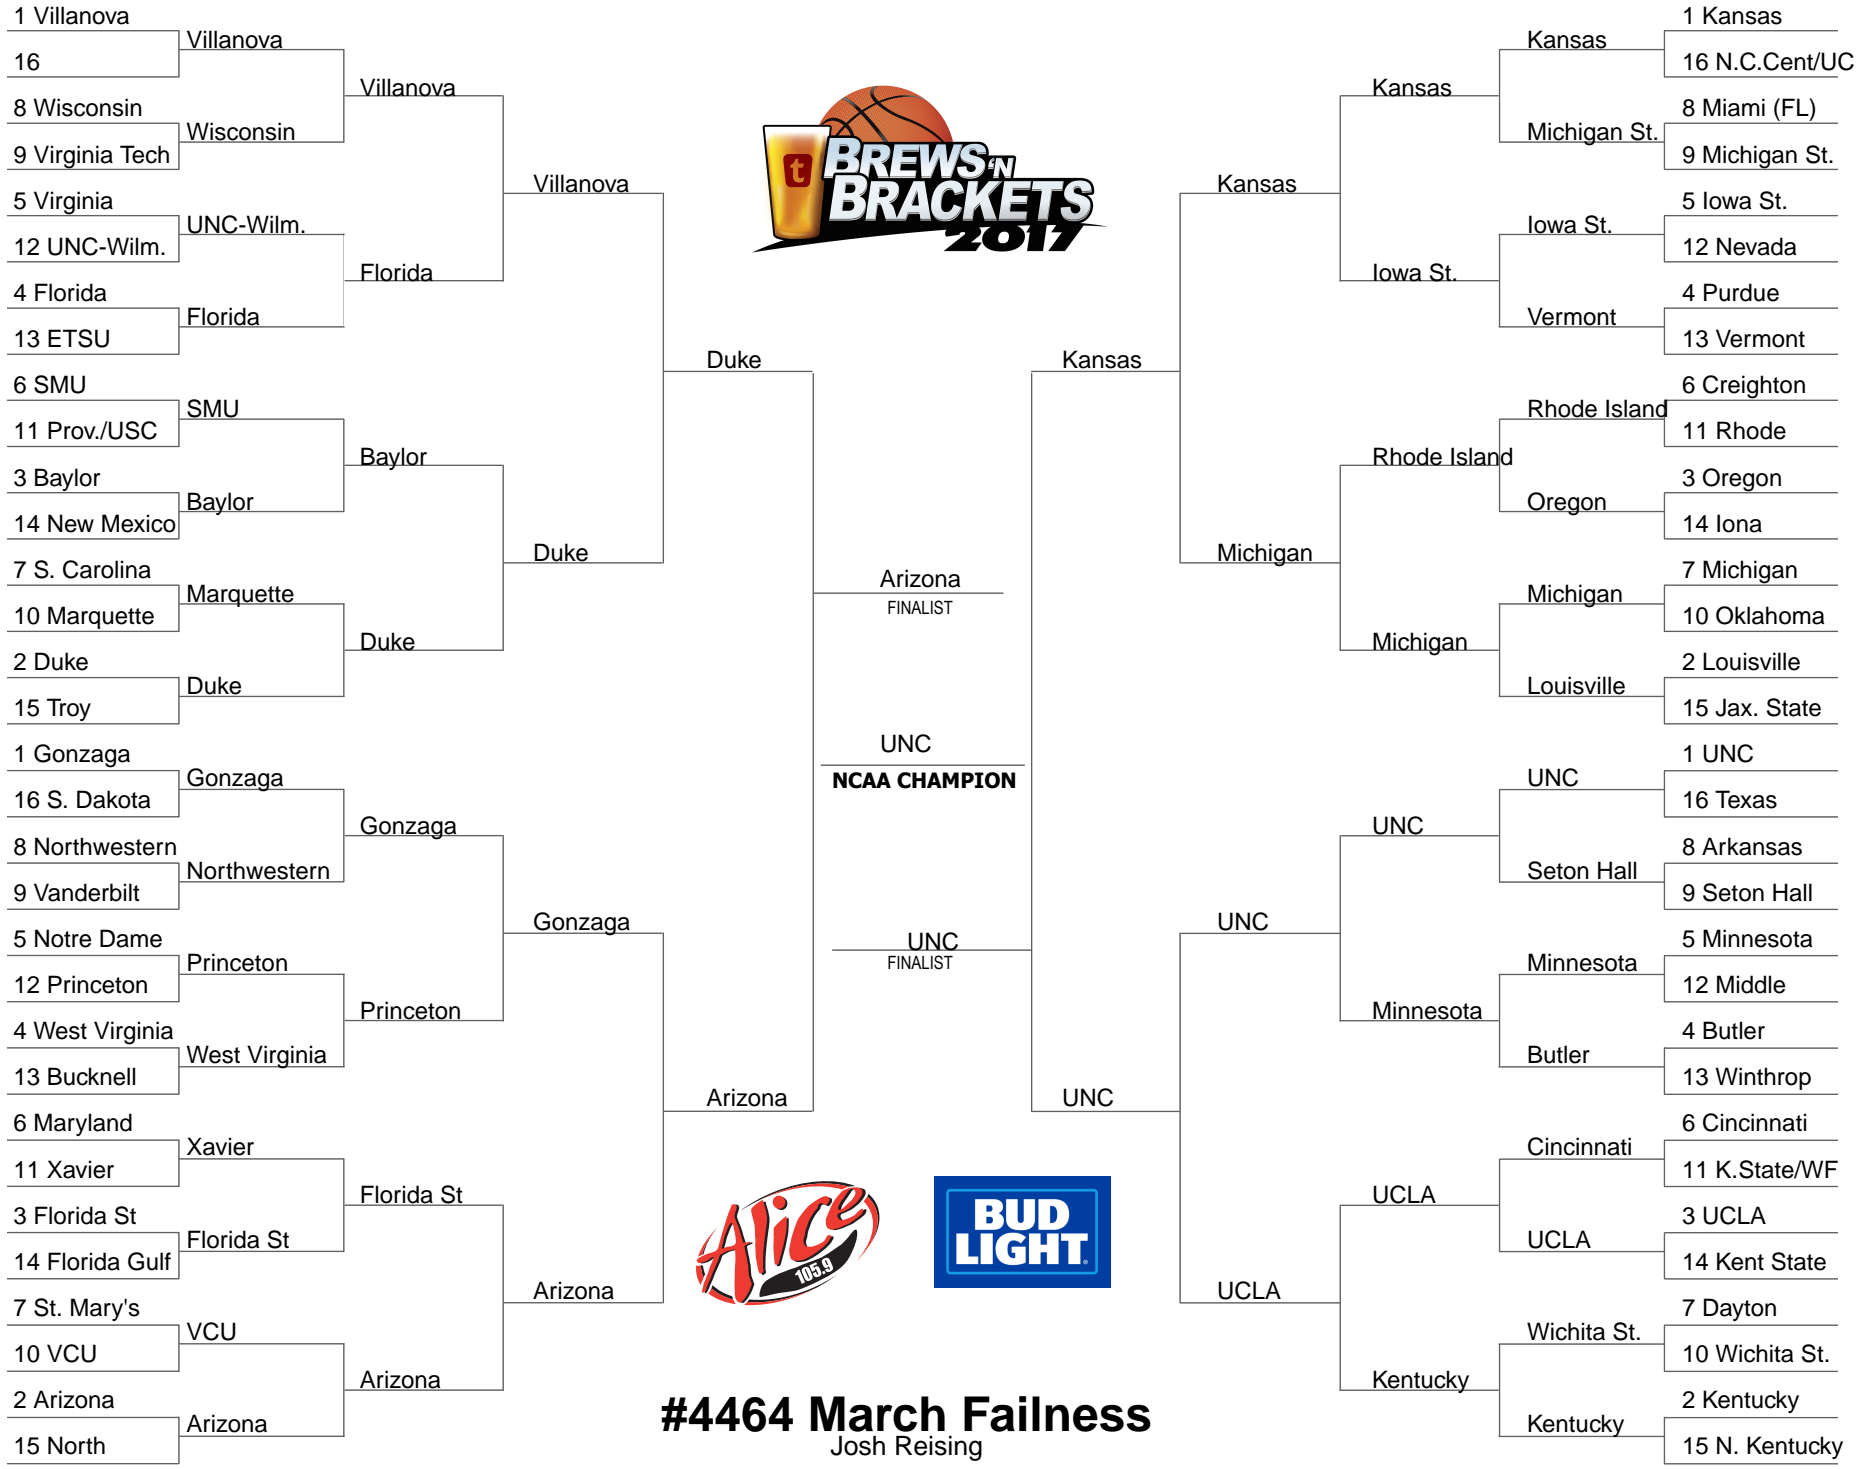 1 Villanova
16
8 Wisconsin
9 Virginia Tech
5 Virginia
12 UNC-Wilm.
4 Florida
13 ETSU
6 SMU
11 Prov./USC
3 Baylor
14 New Mexico
7 S. Carolina
10 Marquette
2 Duke
15 Troy
1 Gonzaga
16 S. Dakota
8 Northwestern
9 Vanderbilt
5 Notre Dame
12 Princeton
4 West Virginia
13 Bucknell
6 Maryland
11 Xavier
3 Florida St
14 Florida Gulf
7 St. Mary's
10 VCU
2 Arizona
15 North
Villanova
Wisconsin
UNC-Wilm.
Florida
SMU
Baylor
Marquette
Duke
Gonzaga
Northwestern
Princeton
West Virginia
Xavier
Florida St
VCU
Arizona
Villanova
Florida
Baylor
Duke
Gonzaga
Princeton
Florida St
Arizona
Villanova
Duke
Gonzaga
Arizona
Duke
Arizona
t
BREWS 'N
BRACKETS
2017
Arizona
FINALIST
UNC
NCAA CHAMPION
UNC
FINALIST
Alice
105.9
BUD
LIGHT
#4464 March Failness
Josh Reising
Kansas
UNC
Kansas
Michigan
UNC
UCLA
Kansas
Iowa St.
Rhode Island
Michigan
UNC
Minnesota
UCLA
Kentucky
Kansas
Michigan St.
Iowa St.
Vermont
Rhode Island
Oregon
Michigan
Louisville
UNC
Seton Hall
Minnesota
Butler
Cincinnati
UCLA
Wichita St.
Kentucky
1 Kansas
16 N.C.Cent/UC
8 Miami (FL)
9 Michigan St.
5 Iowa St.
12 Nevada
4 Purdue
13 Vermont
6 Creighton
11 Rhode
3 Oregon
14 Iona
7 Michigan
10 Oklahoma
2 Louisville
15 Jax. State
1 UNC
16 Texas
8 Arkansas
9 Seton Hall
5 Minnesota
12 Middle
4 Butler
13 Winthrop
6 Cincinnati
11 K.State/WF
3 UCLA
14 Kent State
7 Dayton
10 Wichita St.
2 Kentucky
15 N. Kentucky